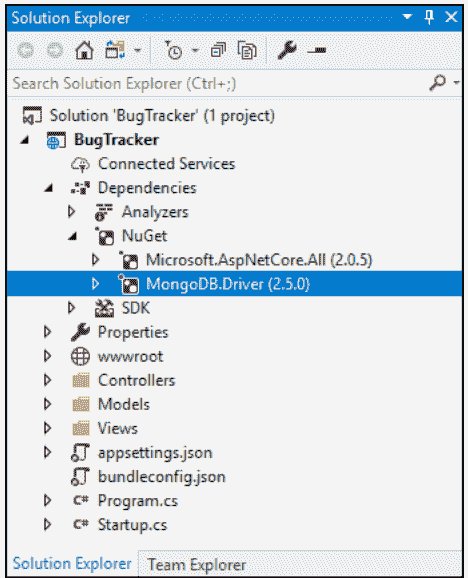 Solution Explorer
Search Solution Explorer (Ctrl+;)
Solution 'BugTracker' (1 project)
BugTracker
Connected Services
Dependencies
Analyzers
NuGet
Microsoft.AspNetCore.All (2.0.5)
MongoDB.Driver (2.5.0)
SDK
Properties
wwwroot
Controllers
Models
Views
appsettings.json
bundleconfig.json
C# Program.cs
C# Startup.cs
Solution Explorer Team Explorer